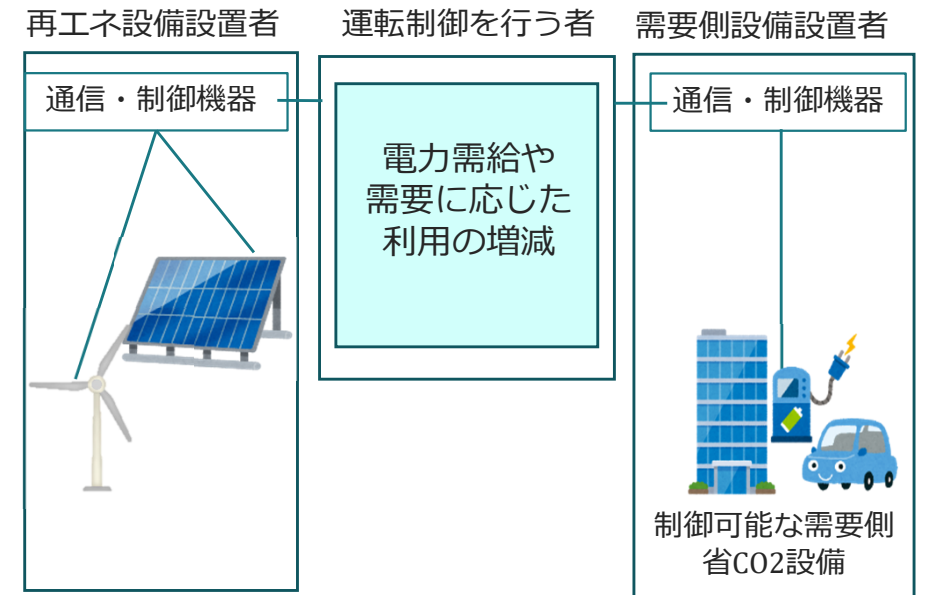 再エネ設備設置者
運転制御を行う者
需要側設備設置者
通信・制御機器
電力需給や
需要に応じた
利用の増減
通信・制御機器
制御可能な需要側
省CO2設備